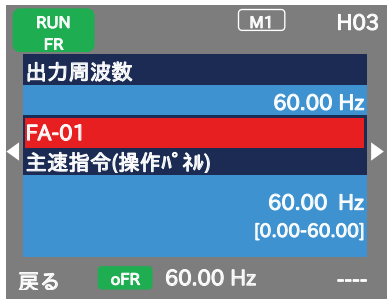 RUN M1 H03
FR
出力周波数
60.00 Hz
FA-01
主速指令(操作ﾊﾟﾈﾙ)
60.00 Hz
[0.00-60.00]
戻る oFR 60.00 Hz ----